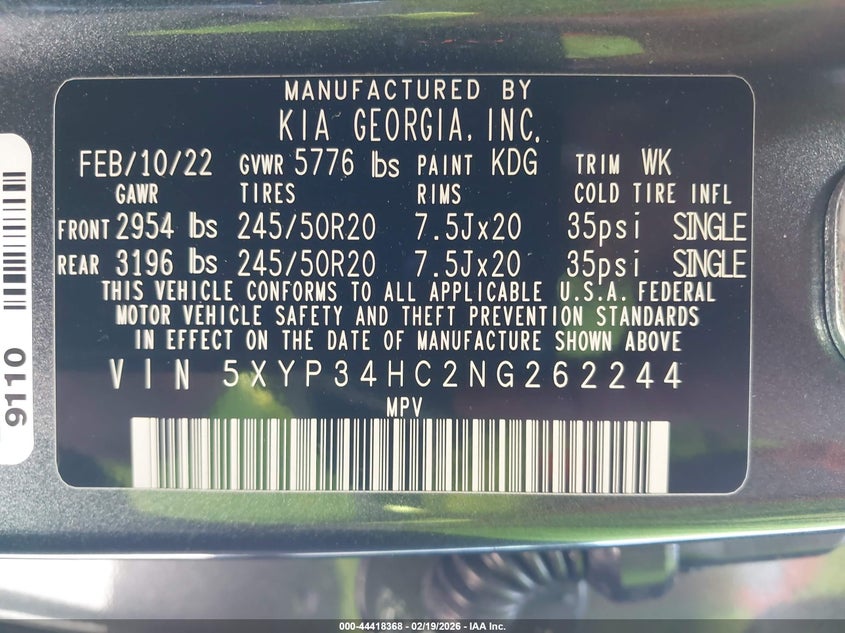 MANUFACTURED BY
KIA GEORGIA, INC.
FEB/10/22 GVWR 5776 lbs PAINT KDG TRIM WK
GAWR TIRES RIMS COLD TIRE INFL
FRONT 2954 lbs 245/50R20 7.5Jx20 35psi SINGLE
REAR 3196 lbs 245/50R20 7.5Jx20 35psi SINGLE
THIS VEHICLE CONFORMS TO ALL APPLICABLE U.S.A. FEDERAL
MOTOR VEHICLE SAFETY AND THEFT PREVENTION STANDARDS
IN EFFECT ON THE DATE OF MANUFACTURE SHOWN ABOVE.
VIN 5XYP34HC2NG262244
MPV
9110
000-44418368 - 02/19/2026 - IAA Inc.